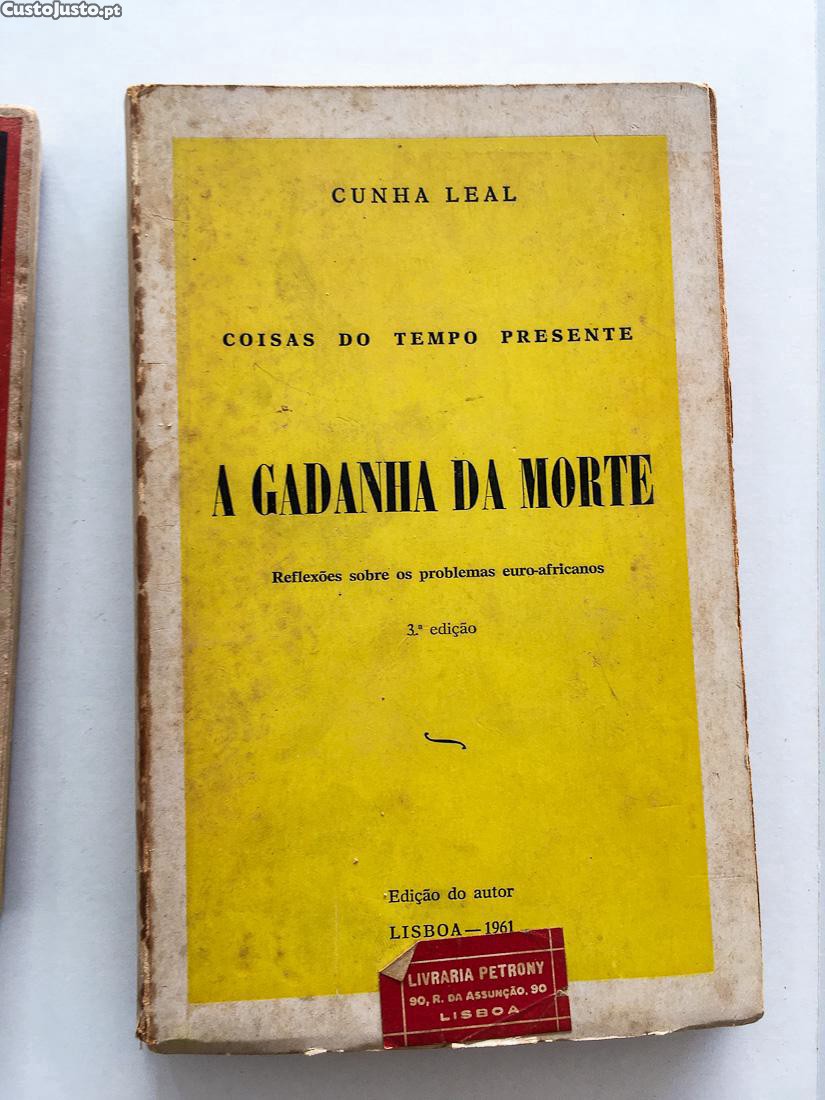 CustoJusto.pt
CUNHA LEAL
COISAS DO TEMPO PRESENTE
A GADANHA DA MORTE
Reflexões sobre os problemas euro-africanos
3.ª edição
Edição do autor
LISBOA — 1961
LIVRARIA PETRONY
90, R. DA ASSUNÇÃO, 90
LISBOA